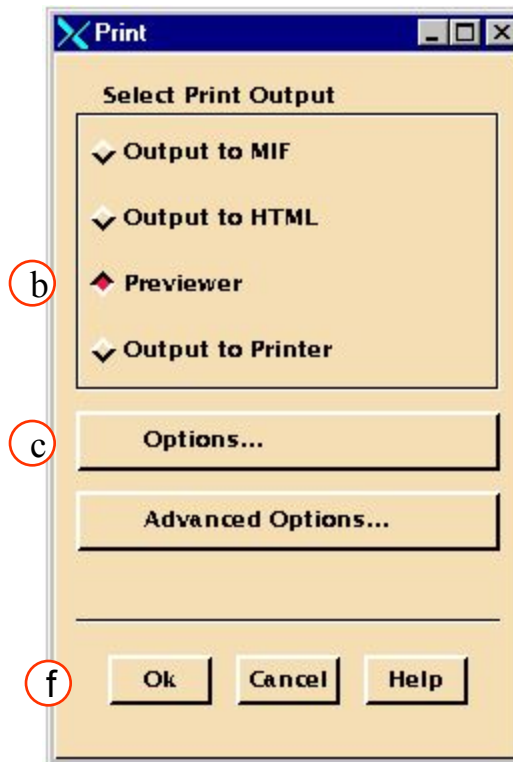 Print
Select Print Output
Output to MIF
Output to HTML
b Previewer
Output to Printer
c Options...
Advanced Options...
f Ok Cancel Help